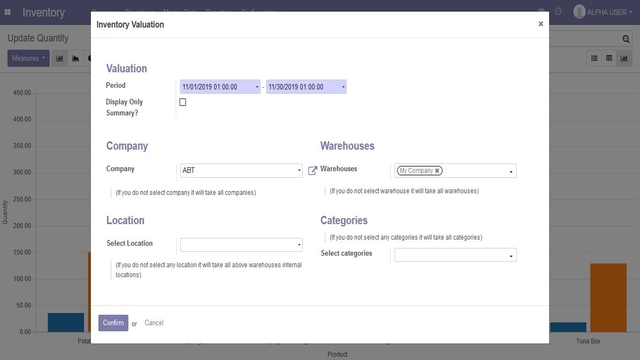 Inventory
ALPHA USER
Update Quantity
Measures
Inventory Valuation
×
Valuation
Period
11/01/2019 01:00:00 - 11/30/2019 01:00:00
Display Only
Summary?
Company
Warehouses
Company
ABT
Warehouses
My Company ×
(If you do not select company it will take all companies)
(If you do not select warehouse it will take all warehouses)
Location
Categories
(If you do not select any categories it will take all categories)
Select Location
Select categories
(If you do not select any location it will take all above warehouses internal
locations)
Confirm or Cancel
450.00
400.00
350.00
300.00
250.00
200.00
150.00
100.00
50.00
0.00
Quantity
Tuna Box
Product